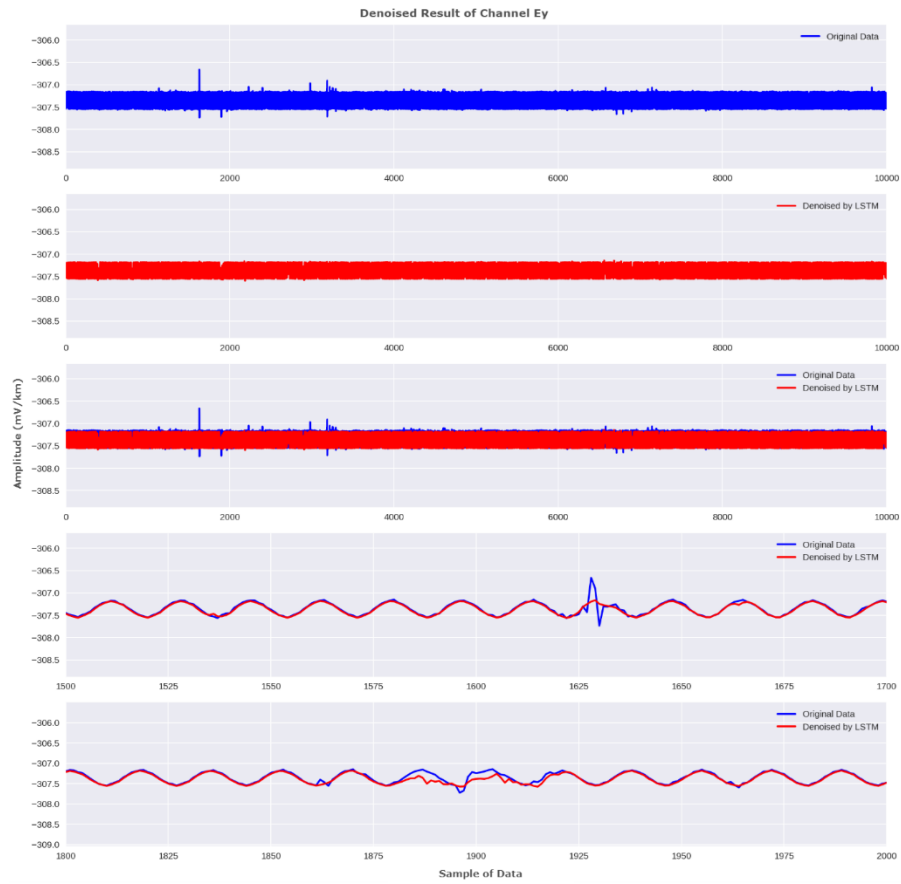 Denoised Result of Channel Ey
Original Data
−306.0
−306.5
−307.0
−307.5
−308.0
−308.5
0 2000 4000 6000 8000 10000
Denoised by LSTM
−306.0
−306.5
−307.0
−307.5
−308.0
−308.5
0 2000 4000 6000 8000 10000
Amplitude (mV/km)
Original Data
Denoised by LSTM
−306.0
−306.5
−307.0
−307.5
−308.0
−308.5
0 2000 4000 6000 8000 10000
Original Data
Denoised by LSTM
−306.0
−306.5
−307.0
−307.5
−308.0
−308.5
1500 1525 1550 1575 1600 1625 1650 1675 1700
Original Data
Denoised by LSTM
−306.0
−306.5
−307.0
−307.5
−308.0
−308.5
−309.0
1800 1825 1850 1875 1900 1925 1950 1975 2000
Sample of Data